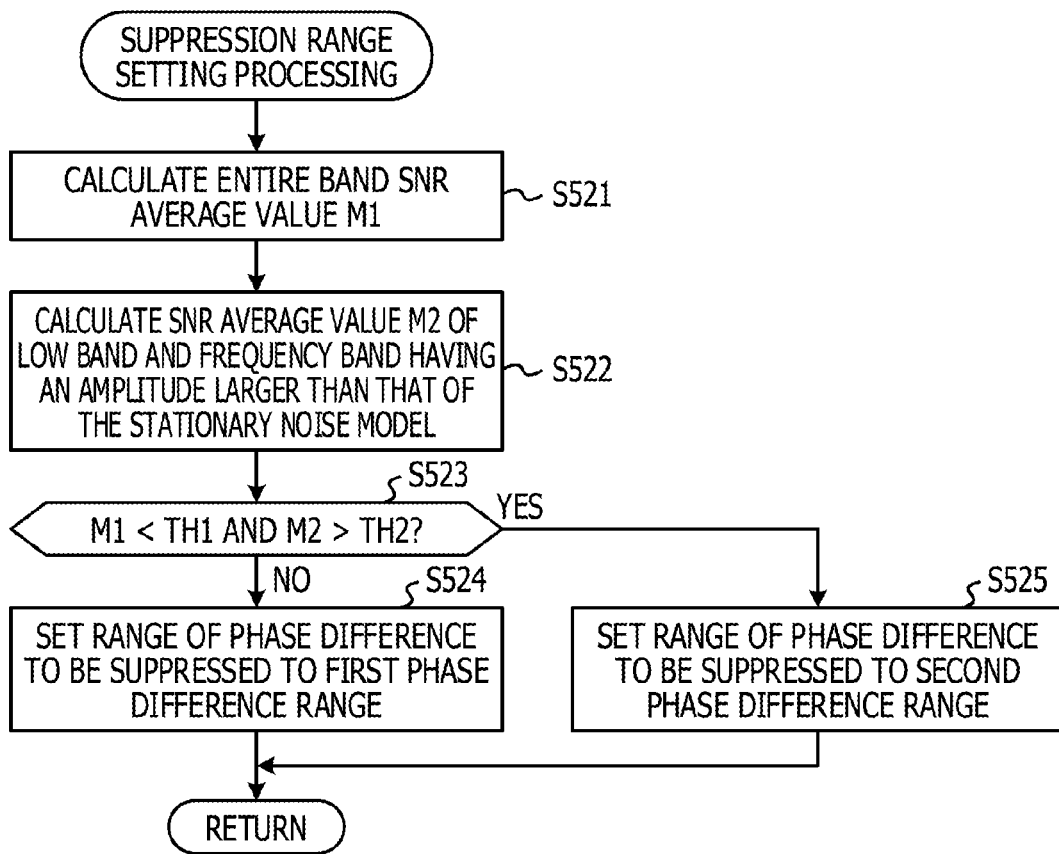 SUPPRESSION RANGE
SETTING PROCESSING
CALCULATE ENTIRE BAND SNR
AVERAGE VALUE M1
S521
CALCULATE SNR AVERAGE VALUE M2 OF
LOW BAND AND FREQUENCY BAND HAVING
AN AMPLITUDE LARGER THAN THAT OF
THE STATIONARY NOISE MODEL
S522
S523
M1 < TH1 AND M2 > TH2?
YES
NO
S524
SET RANGE OF PHASE DIFFERENCE
TO BE SUPPRESSED TO FIRST PHASE
DIFFERENCE RANGE
S525
SET RANGE OF PHASE DIFFERENCE
TO BE SUPPRESSED TO SECOND
PHASE DIFFERENCE RANGE
RETURN